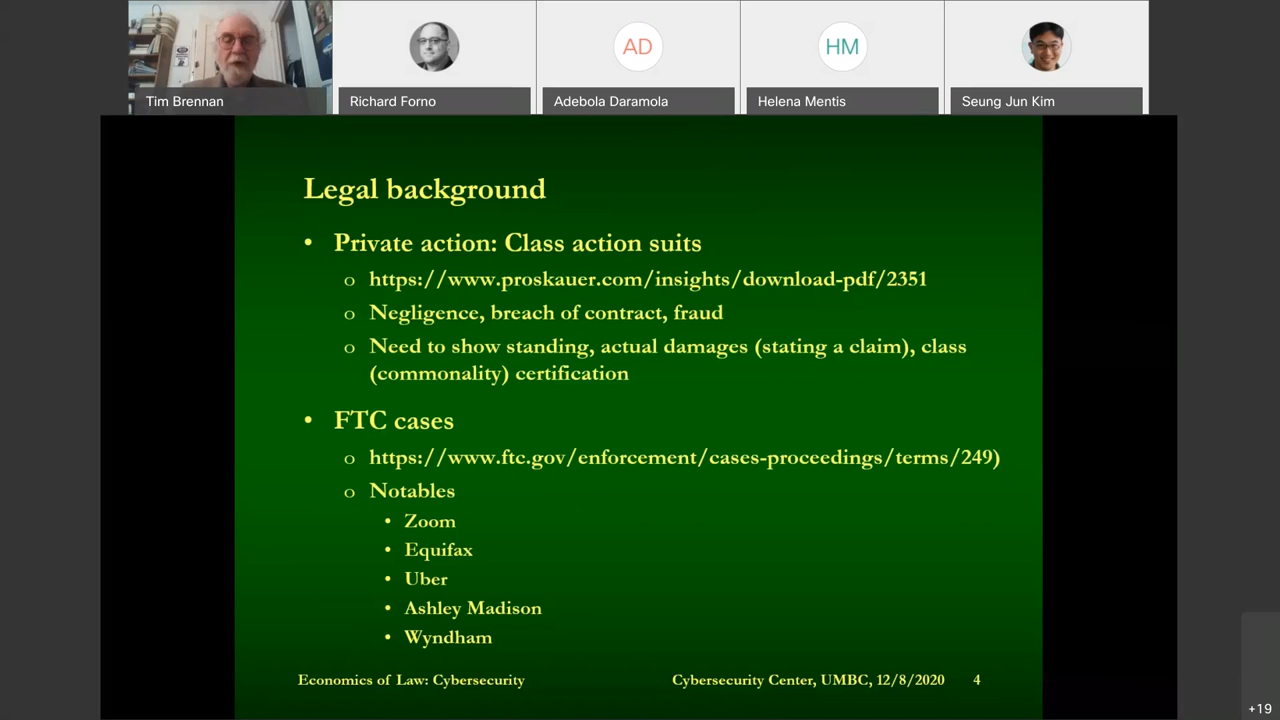 Tim Brennan
Richard Forno
AD
Adebola Daramola
HM
Helena Mentis
Seung Jun Kim
Legal background
• Private action: Class action suits
o https://www.proskauer.com/insights/download-pdf/2351
o Negligence, breach of contract, fraud
o Need to show standing, actual damages (stating a claim), class
(commonality) certification
• FTC cases
o https://www.ftc.gov/enforcement/cases-proceedings/terms/249)
o Notables
• Zoom
• Equifax
• Uber
• Ashley Madison
• Wyndham
Economics of Law: Cybersecurity
Cybersecurity Center, UMBC, 12/8/2020 4
+19